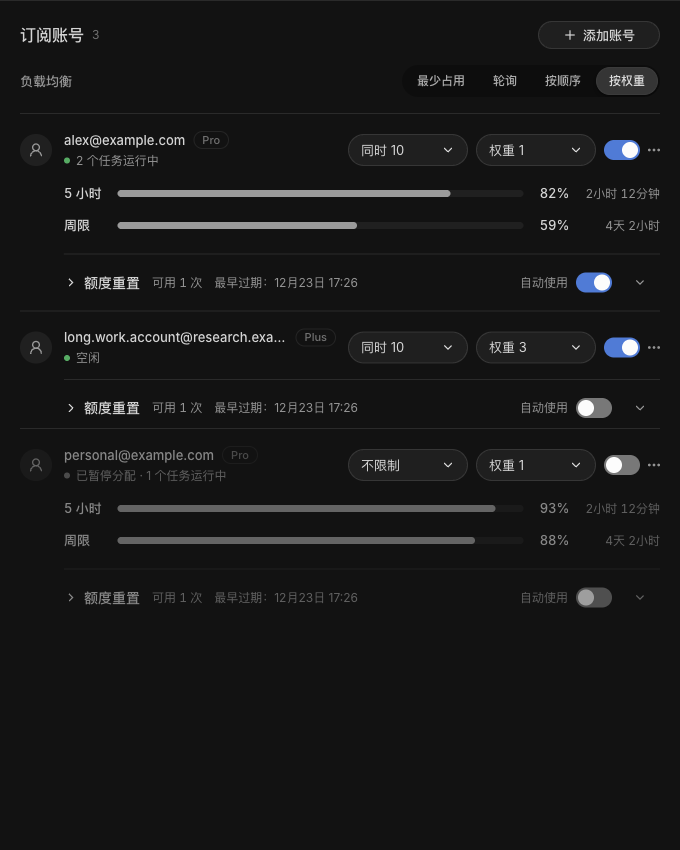 订阅账号 3
添加账号
负载均衡 最少占用 轮询 按顺序 按权重
alex@example.com Pro 同时 10 权重 1
2 个任务运行中
5 小时 82% 2小时 12分钟
周限 59% 4天 2小时
额度重置 可用 1 次 最早过期：12月23日 17:26 自动使用
long.work.account@research.exa... Plus 同时 10 权重 3
空闲
额度重置 可用 1 次 最早过期：12月23日 17:26 自动使用
personal@example.com Pro 不限制 权重 1
已暂停分配 · 1 个任务运行中
5 小时 93% 2小时 12分钟
周限 88% 4天 2小时
额度重置 可用 1 次 最早过期：12月23日 17:26 自动使用